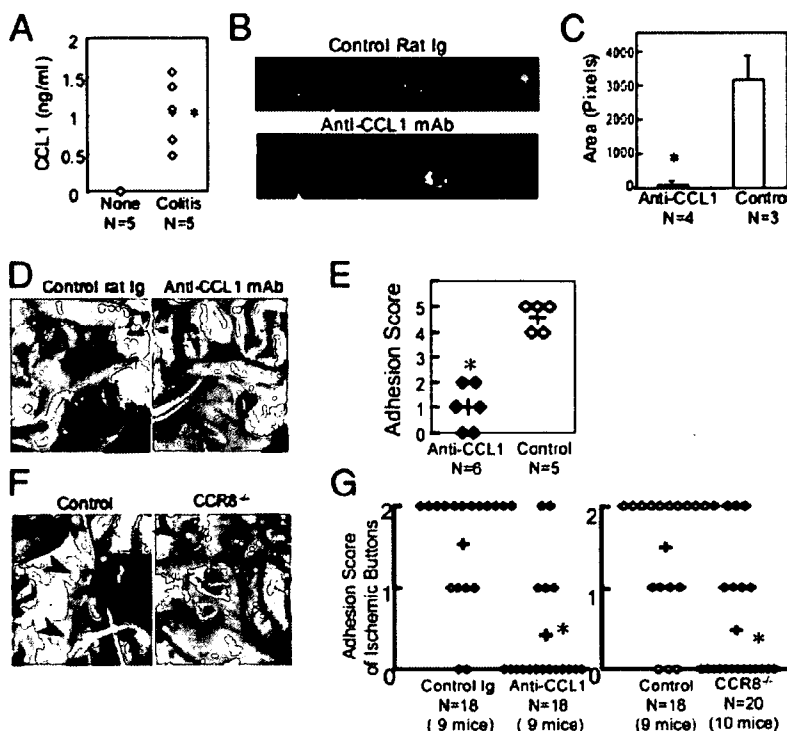 A
CCL1 (ng/ml)
2
1.5
1
0.5
0
*
None
N=5
Colitis
N=5
B
Control Rat Ig
Anti-CCL1 mAb
C
Area (Pixels)
4000
3000
2000
1000
0
*
Anti-CCL1
N=4
Control
N=3
D
Control rat Ig
Anti-CCL1 mAb
E
Adhesion Score
5
4
3
2
1
0
*
Anti-CCL1
N=6
Control
N=5
F
Control
CCR8-/-
G
Adhesion Score
of Ischemic Buttons
2
1
0
*
Control Ig
N=18
( 9 mice)
Anti-CCL1
N=18
(9 mice)
2
1
0
*
Control
N=18
(9 mice)
CCR8-/-
N=20
(10 mice)